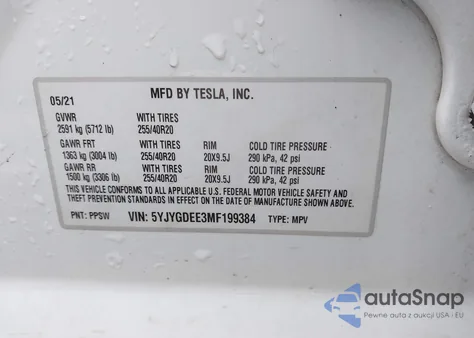 MFD BY TESLA, INC.
05/21
GVWR WITH TIRES
2591 kg (5712 lb) 255/40R20
GAWR FRT WITH TIRES RIM COLD TIRE PRESSURE
1363 kg (3004 lb) 255/40R20 20X9.5J 290 kPa, 42 psi
GAWR RR WITH TIRES RIM COLD TIRE PRESSURE
1500 kg (3306 lb) 255/40R20 20X9.5J 290 kPa, 42 psi
THIS VEHICLE CONFORMS TO ALL APPLICABLE U.S. FEDERAL MOTOR VEHICLE SAFETY AND
THEFT PREVENTION STANDARDS IN EFFECT ON THE DATE OF MANUFACTURE SHOWN ABOVE.
PNT: PPSW VIN: 5YJYGDEE3MF199384 TYPE: MPV
autoSnap
Pewne auta z aukcji USA i EU